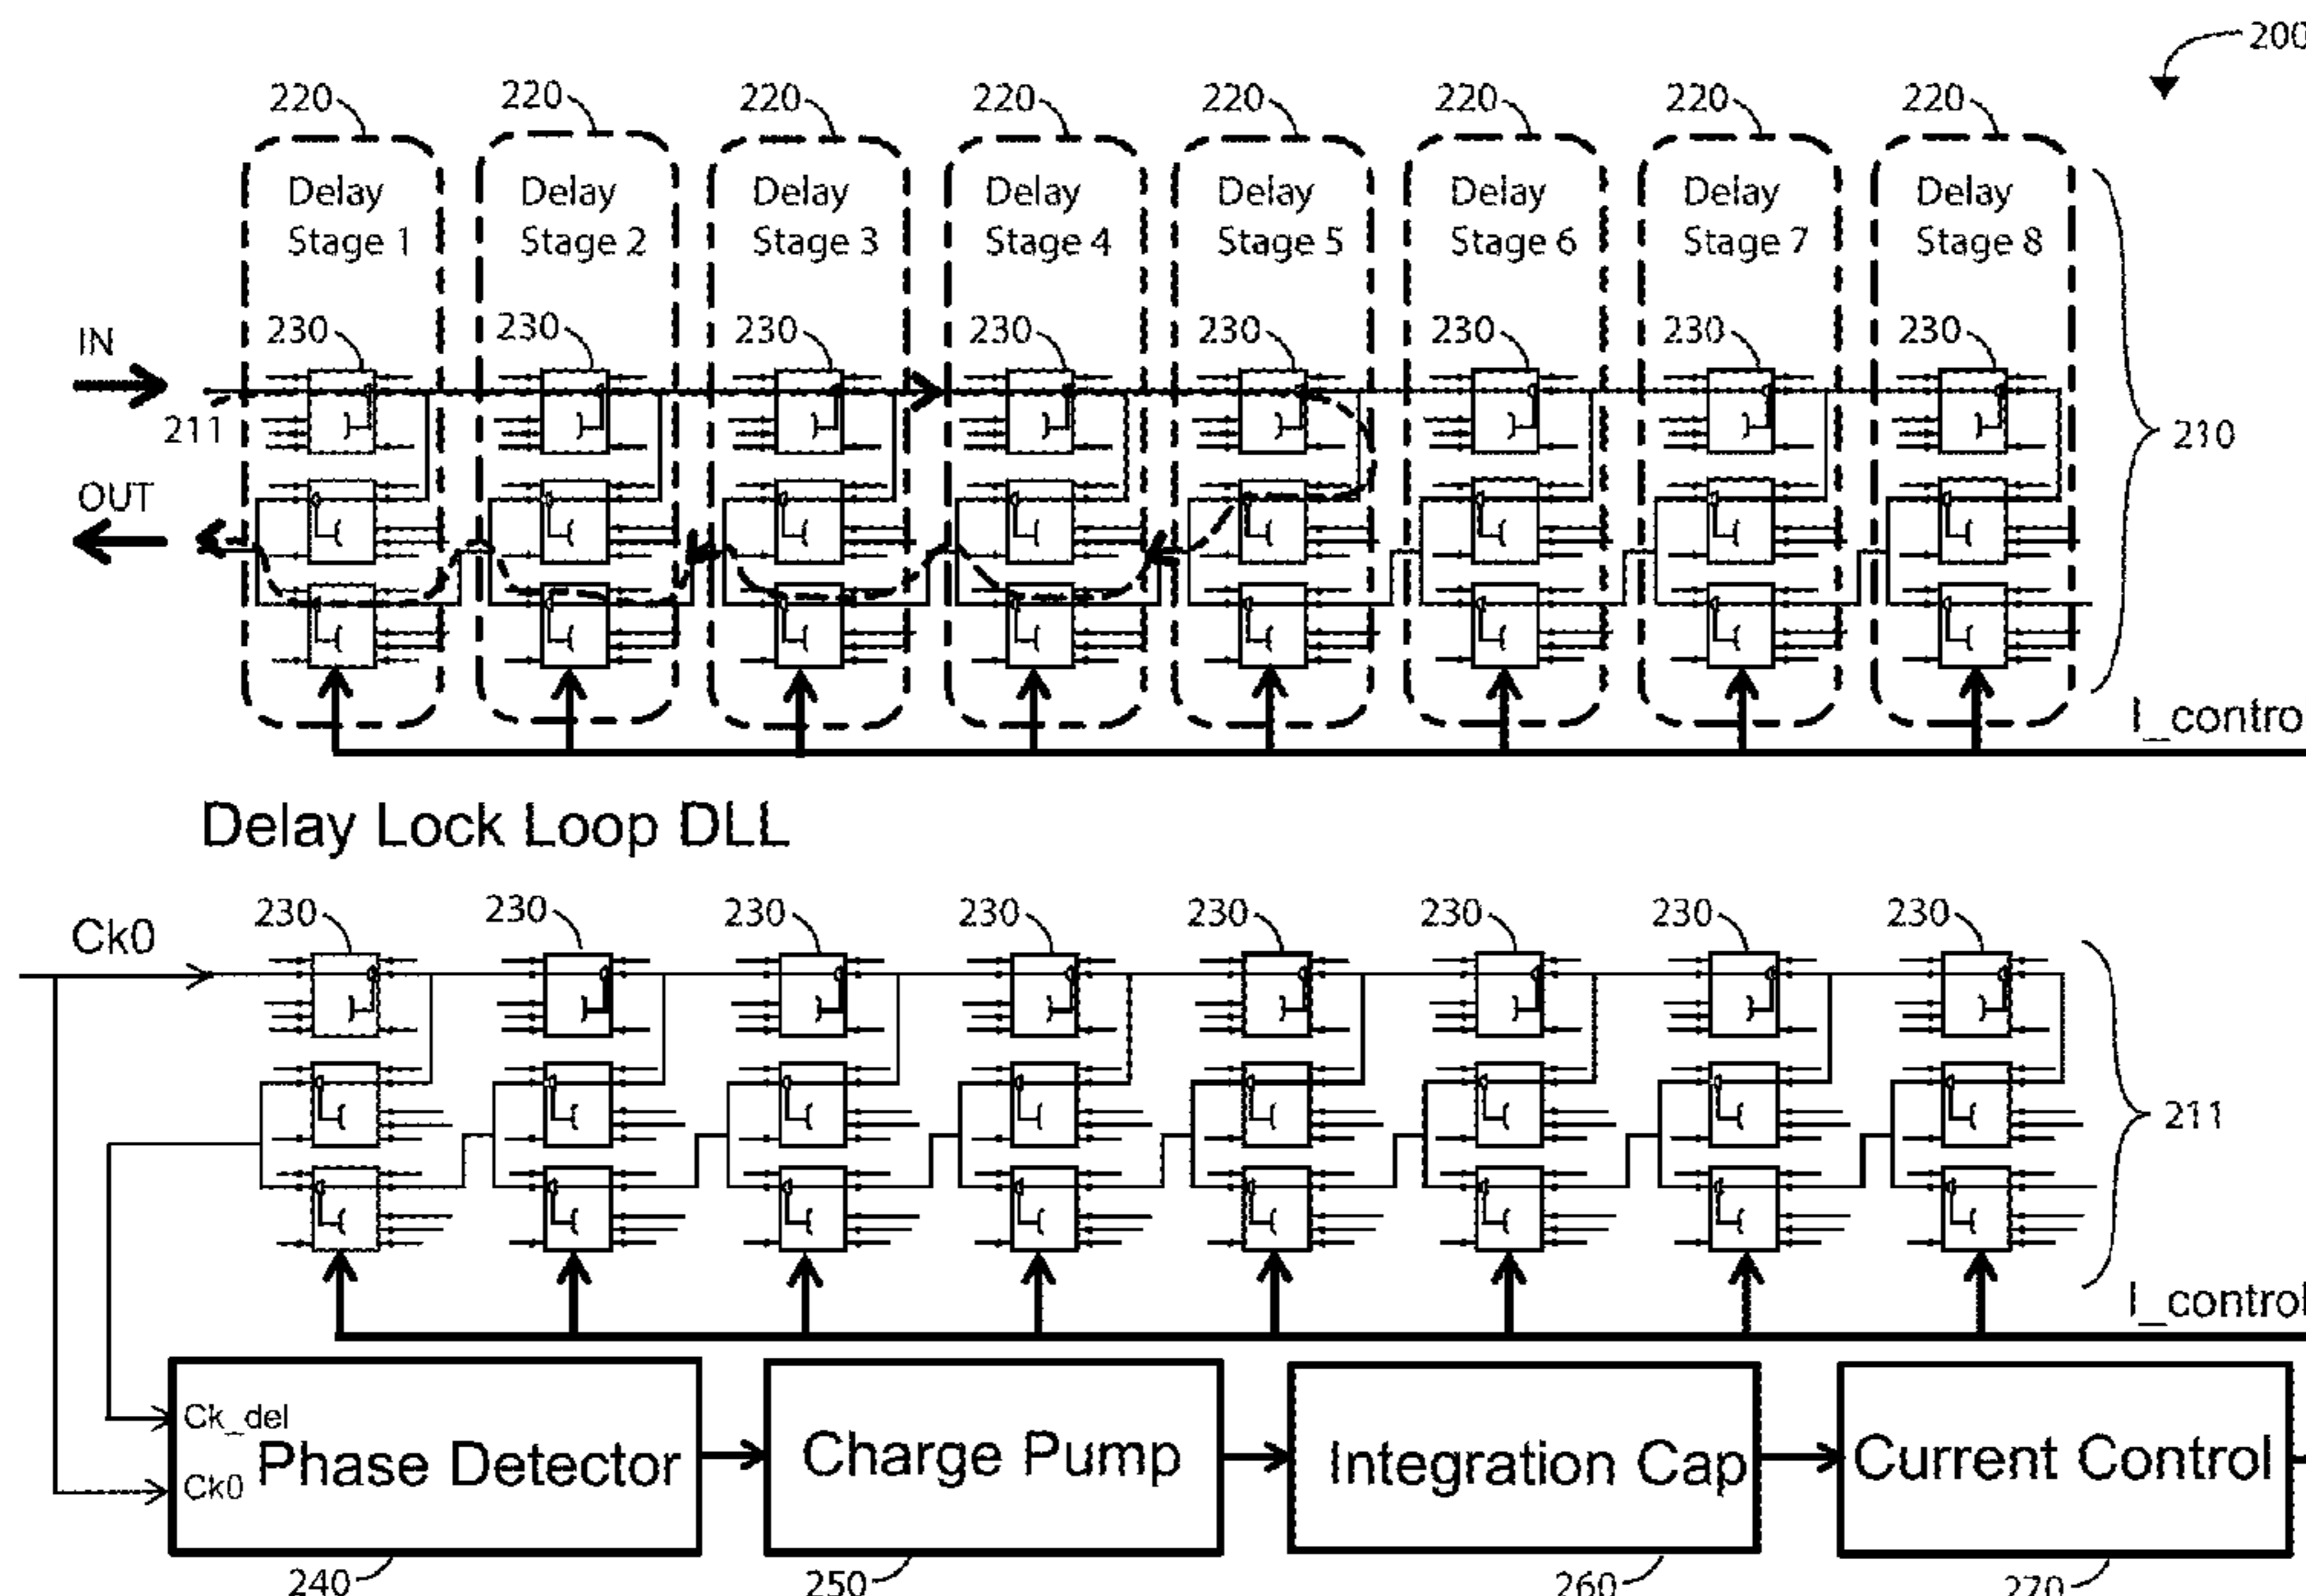 200
220 220 220 220 220 220 220 220
Delay Stage 1
Delay Stage 2
Delay Stage 3
Delay Stage 4
Delay Stage 5
Delay Stage 6
Delay Stage 7
Delay Stage 8
IN
230 230 230 230 230 230 230 230
211
210
OUT
I_contro
Delay Lock Loop DLL
Ck0
230 230 230 230 230 230 230 230
211
I_control
Ck_del
Ck0
Phase Detector
Charge Pump
Integration Cap
Current Control
240 250 260 270